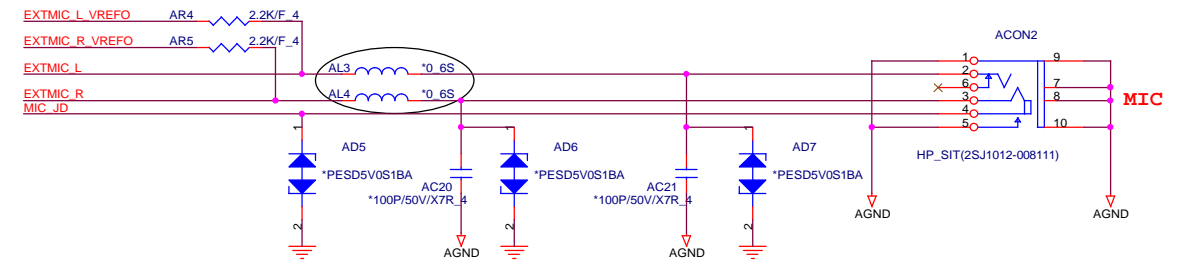 EXTMIC_L_VREFO AR4 2.2K/F_4
EXTMIC_R_VREFO AR5 2.2K/F_4
ACON2
EXTMIC_L AL3 *0_6S 1 9
2
6 7
EXTMIC_R AL4 *0_6S 3 8 MIC
MIC_JD 4
5 10
1 1 1
AD5 AD6 AD7 HP_SIT(2SJ1012-008111)
*PESD5V0S1BA *PESD5V0S1BA *PESD5V0S1BA
AC20 AC21
*100P/50V/X7R_4 *100P/50V/X7R_4
AGND AGND
2 2 2
AGND AGND